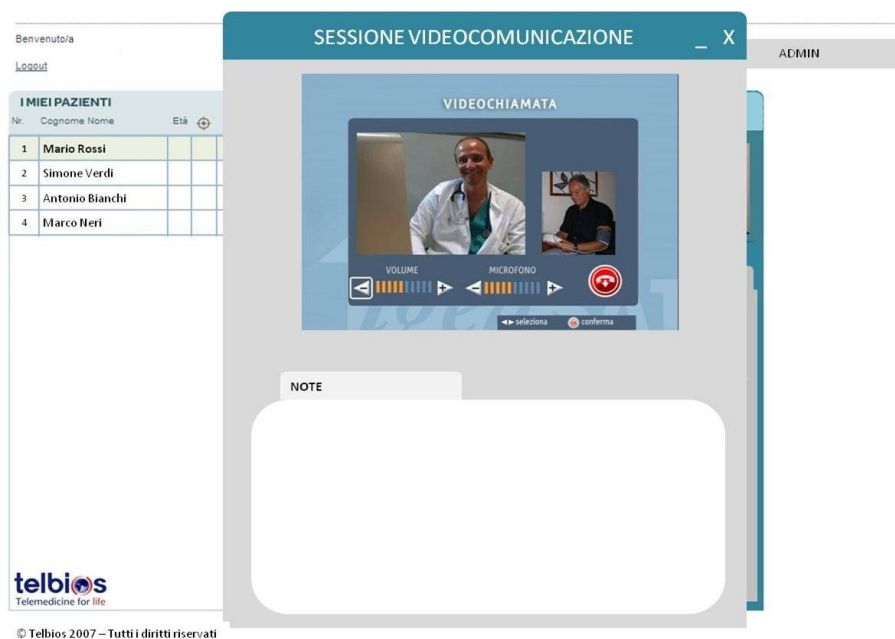 Benvenuto/a
Logout
I MIEI PAZIENTI
Nr. Cognome Nome Età
1 Mario Rossi
2 Simone Verdi
3 Antonio Bianchi
4 Marco Neri
SESSIONE VIDEOCOMUNICAZIONE _ X
ADMIN
VIDEOCHIAMATA
VOLUME MICROFONO
- + - +
seleziona conferma
NOTE
telbios
Telemedicine for life
© Telbios 2007 – Tutti i diritti riservati